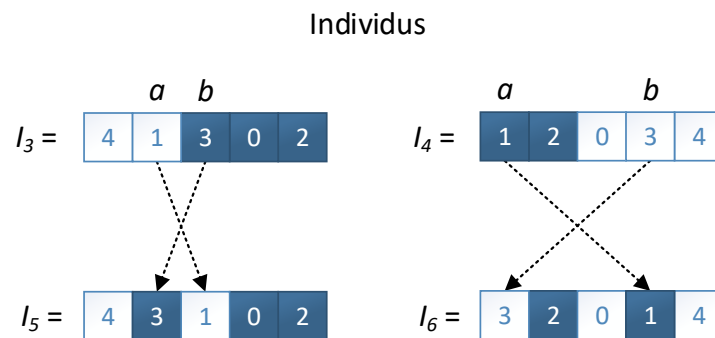 Individus
a b
I3 = 4 1 3 0 2
a b
I4 = 1 2 0 3 4
I5 = 4 3 1 0 2
I6 = 3 2 0 1 4